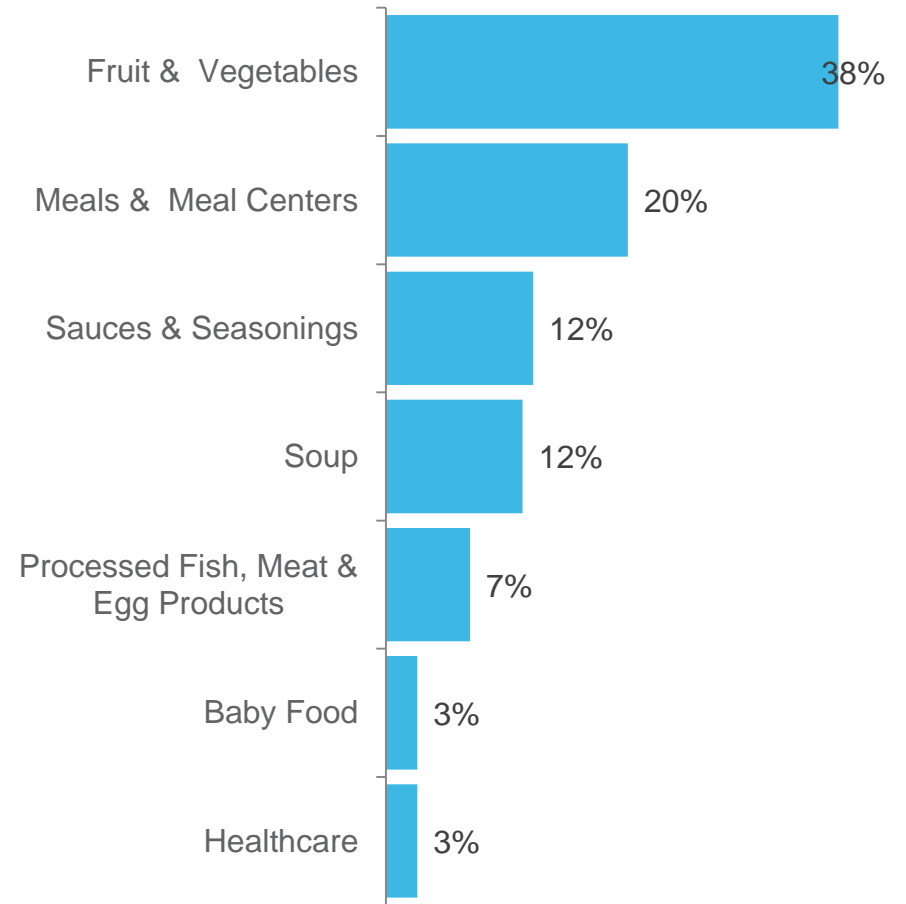 Fruit & Vegetables
38%
Meals & Meal Centers
20%
Sauces & Seasonings
12%
Soup
12%
Processed Fish, Meat &
Egg Products
7%
Baby Food
3%
Healthcare
3%